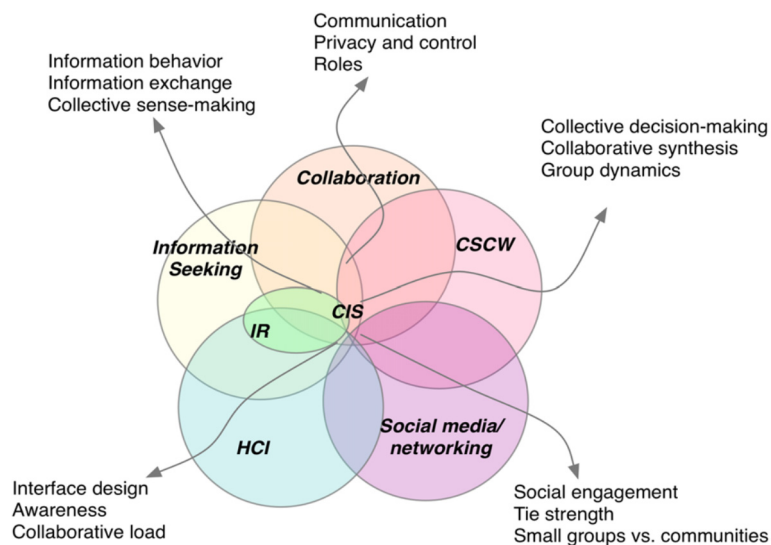 Communication
Privacy and control
Roles
Information behavior
Information exchange
Collective sense-making
Collective decision-making
Collaborative synthesis
Group dynamics
Collaboration
Information
Seeking
CSCW
CIS
IR
HCI
Social media/
networking
Interface design
Awareness
Collaborative load
Social engagement
Tie strength
Small groups vs. communities